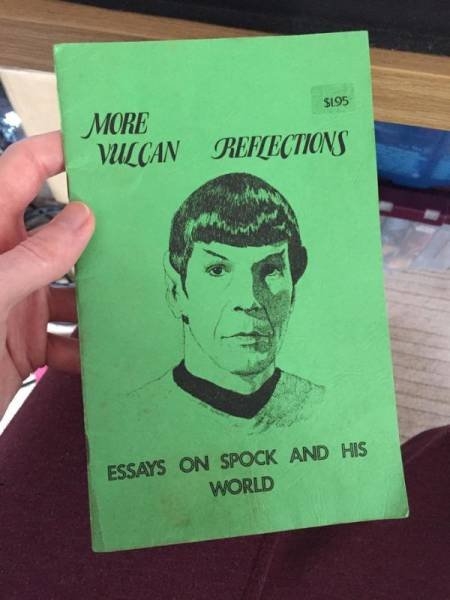 $1.95
MORE
VULCAN REFLECTIONS
ESSAYS ON SPOCK AND HIS
WORLD